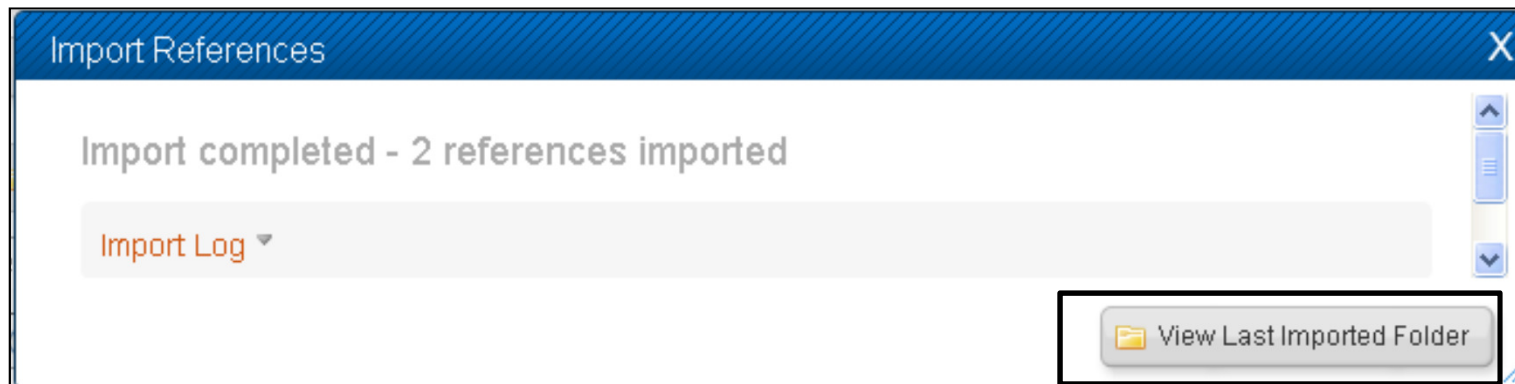 Import References X
Import completed - 2 references imported
Import Log
View Last Imported Folder